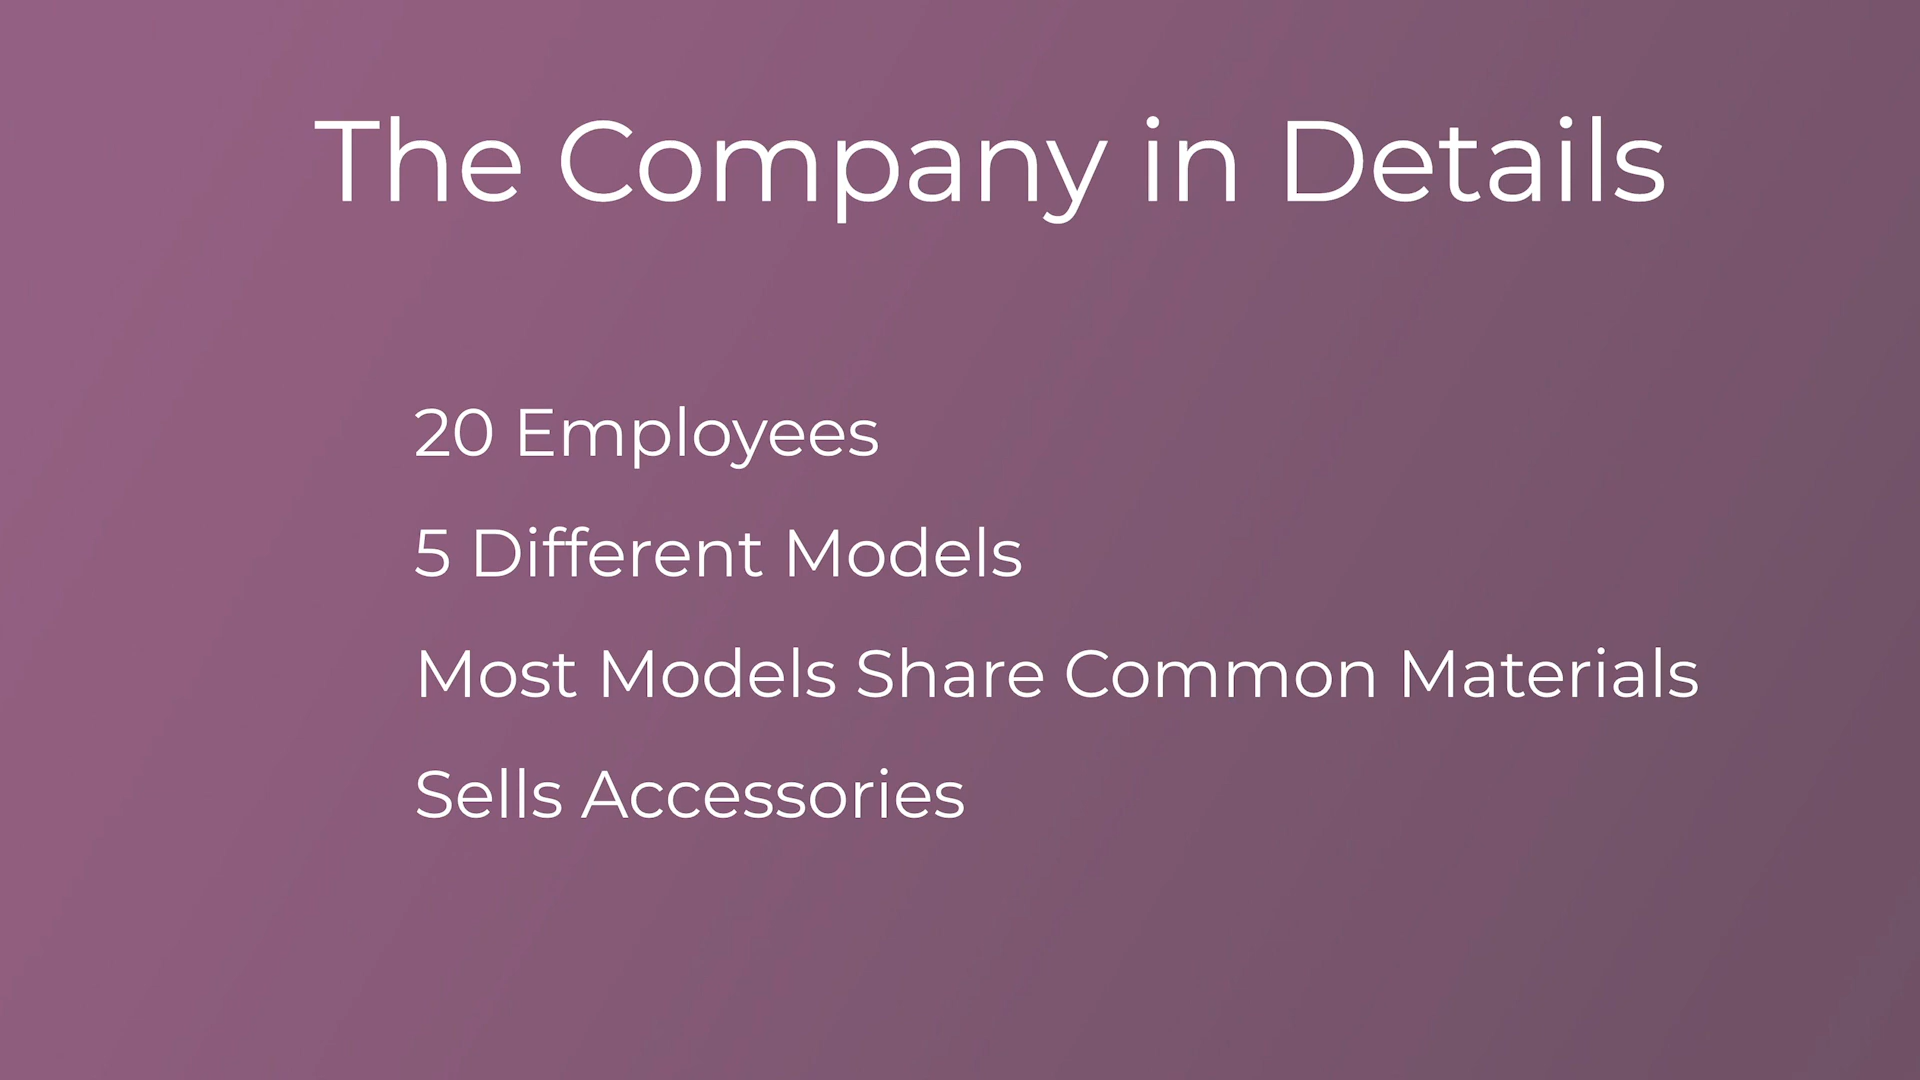 The Company in Details
20 Employees
5 Different Models
Most Models Share Common Materials
Sells Accessories